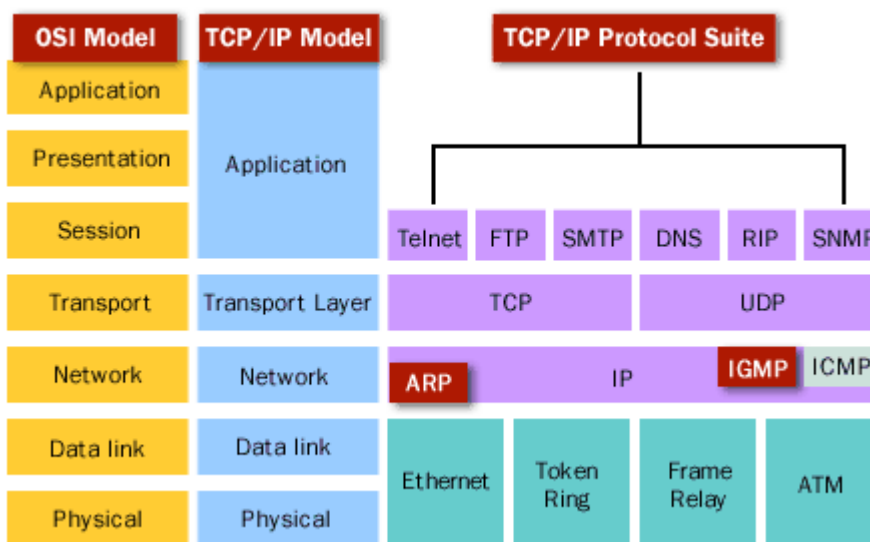 OSI Model
TCP/IP Model
TCP/IP Protocol Suite
Application
Presentation
Application
Session
Telnet
FTP
SMTP
DNS
RIP
SNMP
Transport
Transport Layer
TCP
UDP
Network
Network
ARP
IP
IGMP
ICMP
Data link
Data link
Ethernet
Token
Ring
Frame
Relay
ATM
Physical
Physical